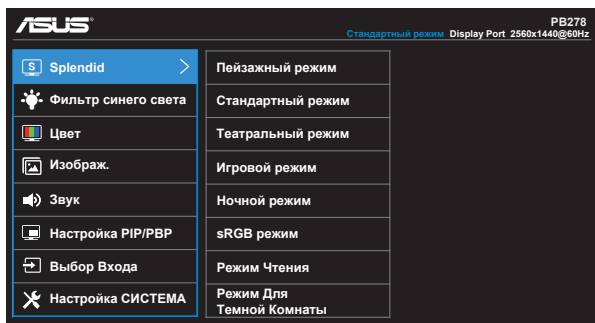 ASUS
PB278
Стандартный режим Display Port 2560x1440@60Hz
S Splendid
Фильтр синего света
Цвет
Изображ.
Звук
Настройка PIP/PBP
Выбор Входа
Настройка СИСТЕМА
Пейзажный режим
Стандартный режим
Театральный режим
Игровой режим
Ночной режим
sRGB режим
Режим Чтения
Режим Для
Темной Комнаты